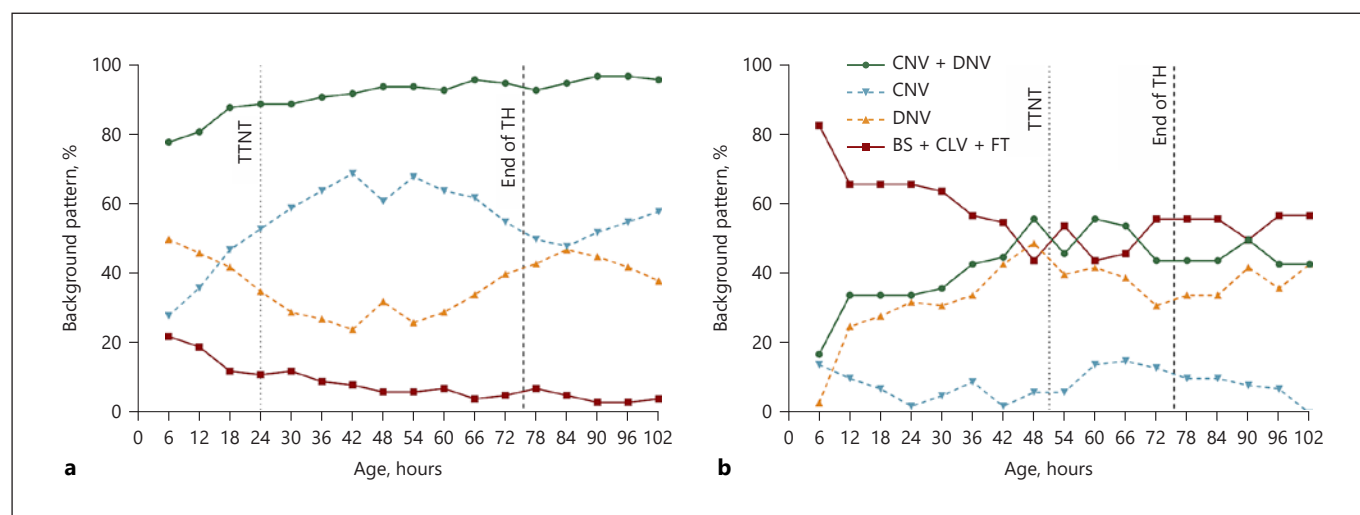 100
80
60
40
20
0
Background pattern, %
TTNT
End of TH
0 6 12 18 24 30 36 42 48 54 60 66 72 78 84 90 96 102
Age, hours
a
100
80
60
40
20
0
Background pattern, %
CNV + DNV
CNV
DNV
BS + CLV + FT
TTNT
End of TH
0 6 12 18 24 30 36 42 48 54 60 66 72 78 84 90 96 102
Age, hours
b